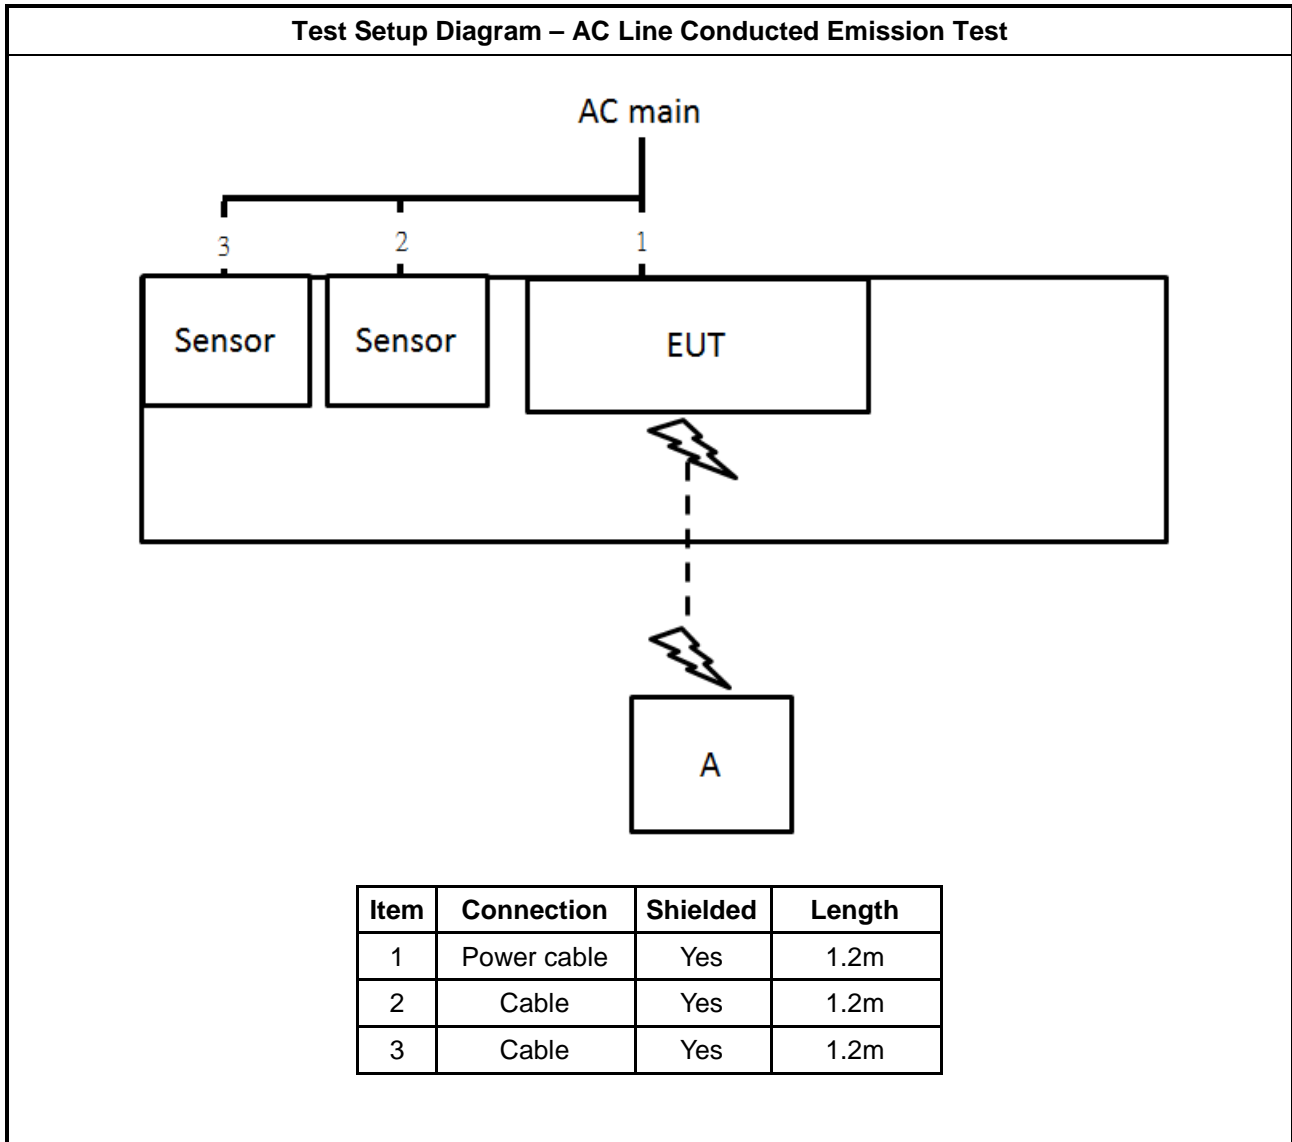 Test Setup Diagram – AC Line Conducted Emission Test
AC main
3 2 1
Sensor Sensor EUT
A
Item Connection Shielded Length
1 Power cable Yes 1.2m
2 Cable Yes 1.2m
3 Cable Yes 1.2m